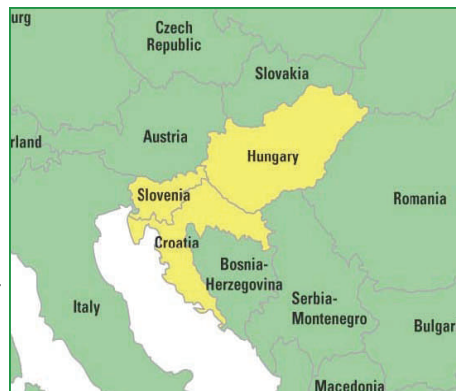 urg
Czech
Republic
Slovakia
Austria
rland
Hungary
Slovenia
Romania
Croatia
Bosnia-
Herzegovina
Italy
Serbia-
Montenegro
Bulgar
Macedonia